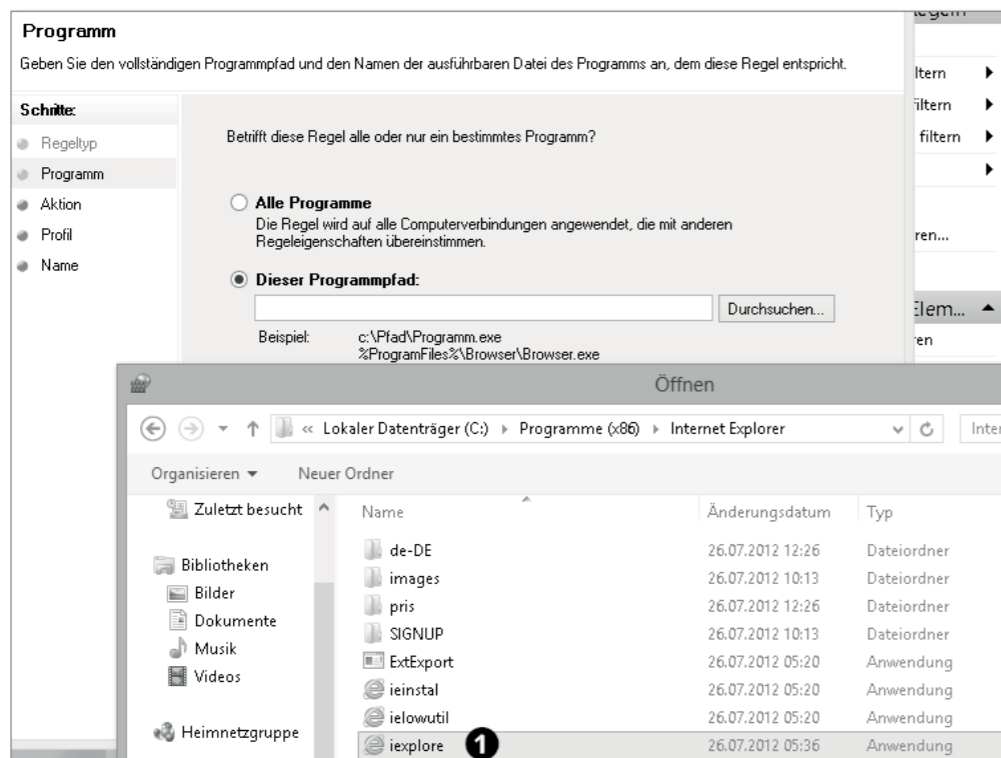 Programm
Geben Sie den vollständigen Programmpfad und den Namen der ausführbaren Datei des Programms an, dem diese Regel entspricht.
Schritte:
Regeltyp
Programm
Aktion
Profil
Name
Betrifft diese Regel alle oder nur ein bestimmtes Programm?
Alle Programme
Die Regel wird auf alle Computerverbindungen angewendet, die mit anderen
Regeleigenschaften übereinstimmen.
Dieser Programmpfad:
Durchsuchen...
Beispiel: c:\Pfad\Programm.exe
%ProgramFiles%\Browser\Browser.exe
ltern
filtern
filtern
ren...
Elem...
ren
Öffnen
« Lokaler Datenträger (C:) Programme (x86) Internet Explorer Inter
Organisieren Neuer Ordner
Zuletzt besucht
Bibliotheken
Bilder
Dokumente
Musik
Videos
Heimnetzgruppe
Name Änderungsdatum Typ
de-DE 26.07.2012 12:26 Dateiordner
images 26.07.2012 10:13 Dateiordner
pris 26.07.2012 12:26 Dateiordner
SIGNUP 26.07.2012 10:13 Dateiordner
ExtExport 26.07.2012 05:20 Anwendung
ieinstal 26.07.2012 05:20 Anwendung
ielowutil 26.07.2012 05:20 Anwendung
iexplore 1 26.07.2012 05:36 Anwendung